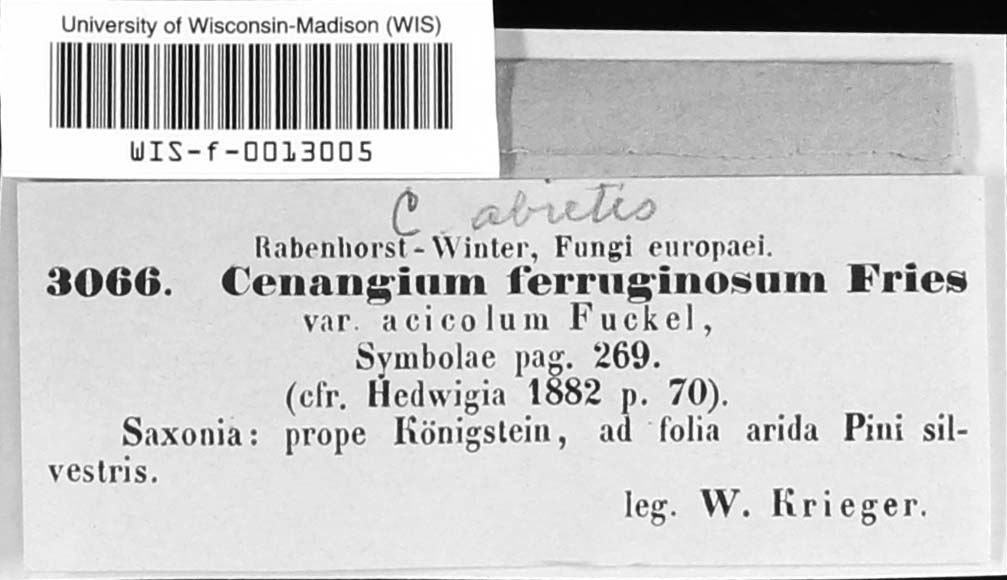 University of Wisconsin-Madison (WIS)
WIS-f-0013005
C. abietis
Rabenhorst-Winter, Fungi europaei.
3066. Cenangium ferruginosum Fries
var. acicolum Fuckel,
Symbolae pag. 269.
(cfr. Hedwigia 1882 p. 70).
Saxonia: prope Königstein, ad folia arida Pini sil-
vestris.
leg. W. Krieger.